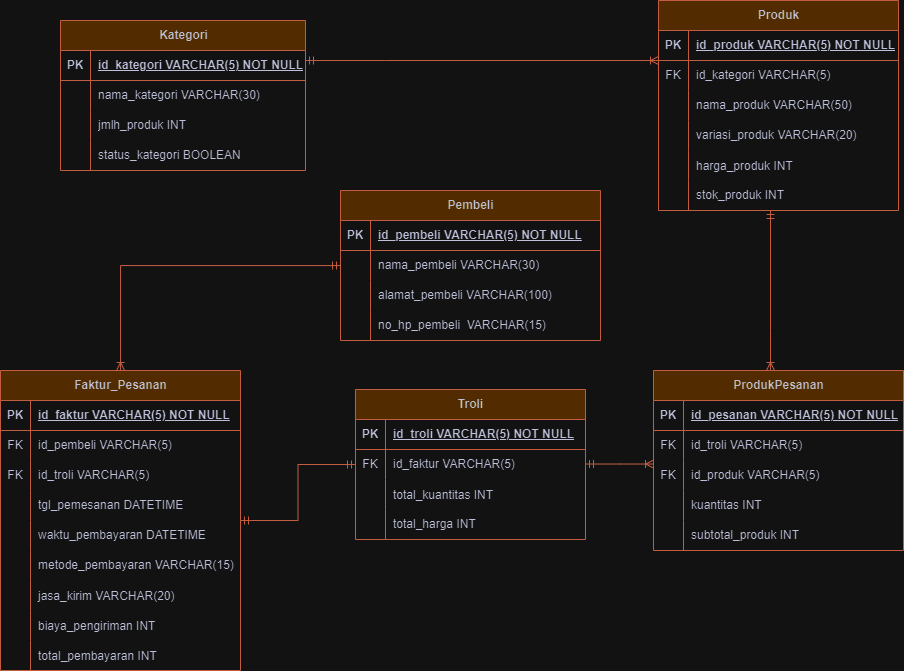 Kategori
PK id_kategori VARCHAR(5) NOT NULL
nama_kategori VARCHAR(30)
jmlh_produk INT
status_kategori BOOLEAN
Produk
PK id_produk VARCHAR(5) NOT NULL
FK id_kategori VARCHAR(5)
nama_produk VARCHAR(50)
variasi_produk VARCHAR(20)
harga_produk INT
stok_produk INT
Pembeli
PK id_pembeli VARCHAR(5) NOT NULL
nama_pembeli VARCHAR(30)
alamat_pembeli VARCHAR(100)
no_hp_pembeli VARCHAR(15)
Faktur_Pesanan
PK id_faktur VARCHAR(5) NOT NULL
FK id_pembeli VARCHAR(5)
FK id_troli VARCHAR(5)
tgl_pemesanan DATETIME
waktu_pembayaran DATETIME
metode_pembayaran VARCHAR(15)
jasa_kirim VARCHAR(20)
biaya_pengiriman INT
total_pembayaran INT
Troli
PK id_troli VARCHAR(5) NOT NULL
FK id_faktur VARCHAR(5)
total_kuantitas INT
total_harga INT
ProdukPesanan
PK id_pesanan VARCHAR(5) NOT NULL
FK id_troli VARCHAR(5)
FK id_produk VARCHAR(5)
kuantitas INT
subtotal_produk INT